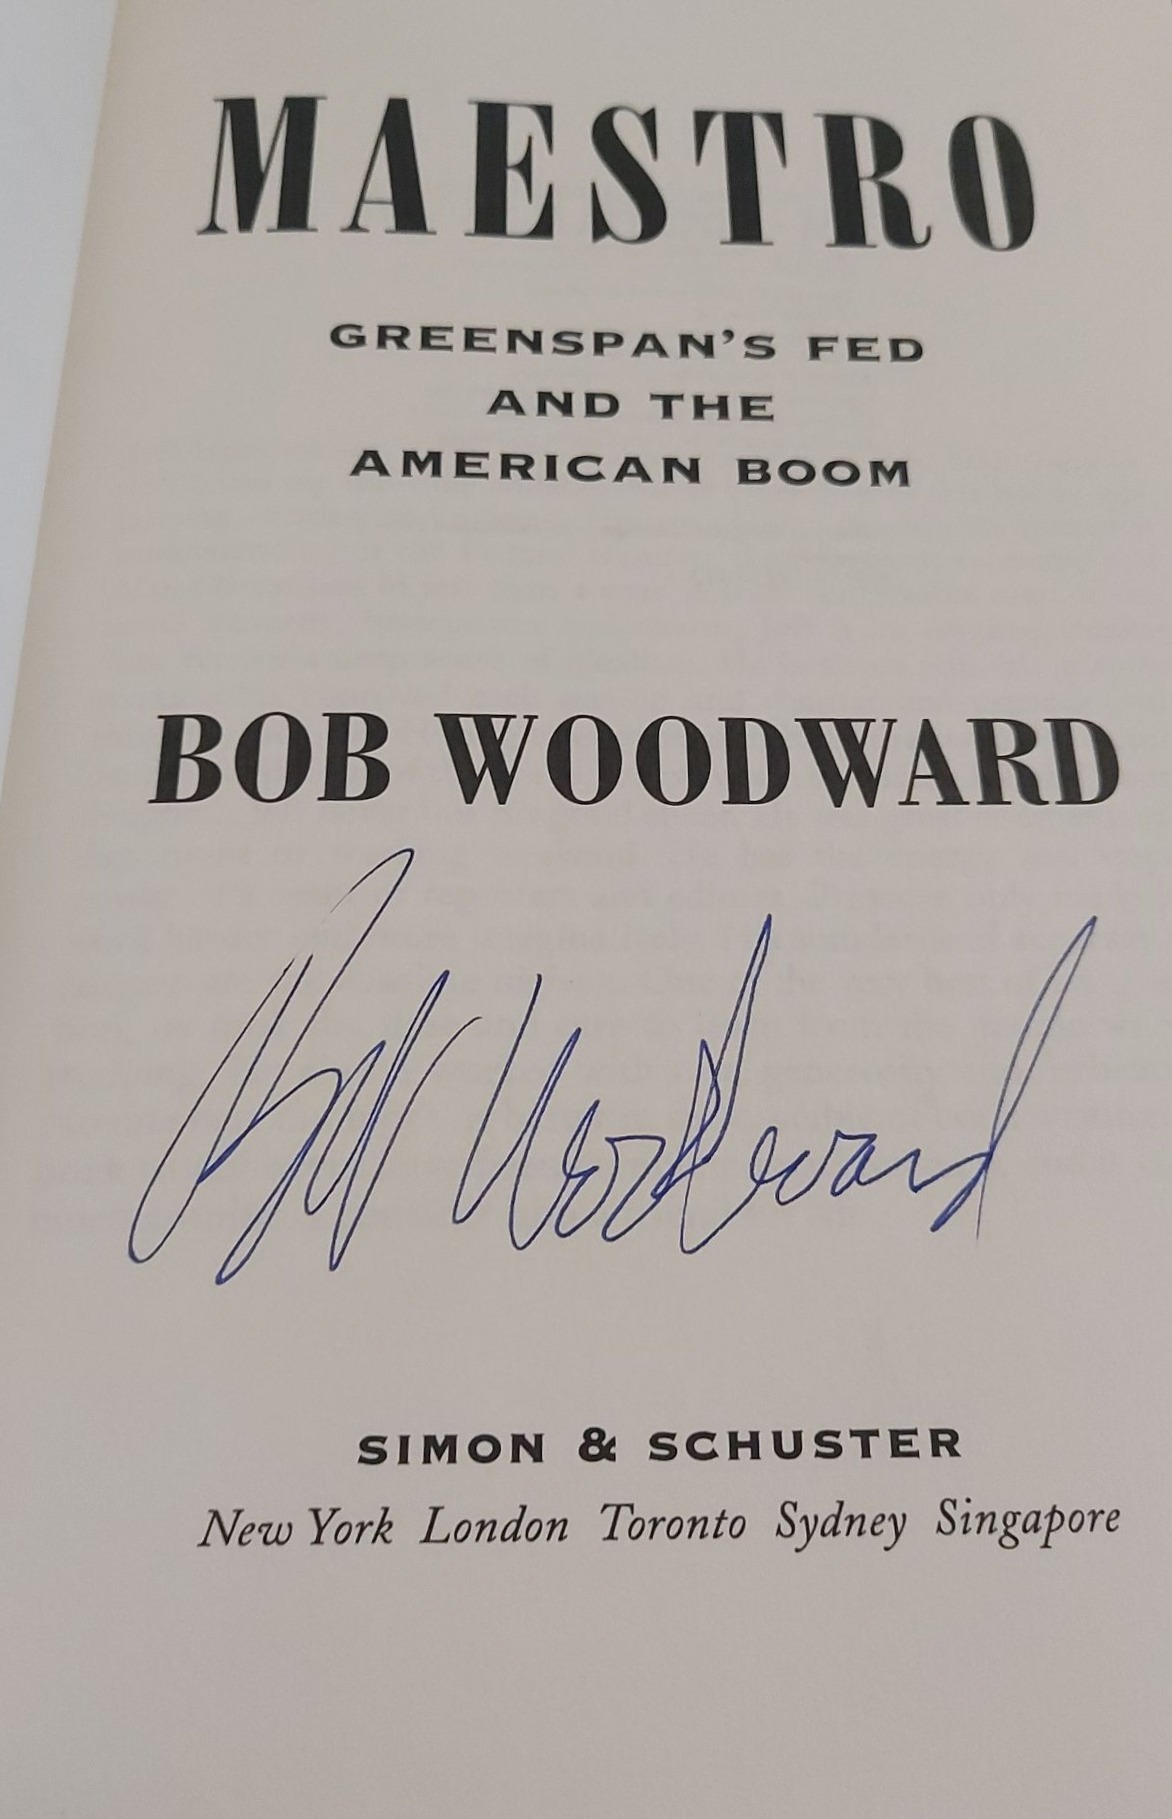 MAESTRO
GREENSPAN'S FED
AND THE
AMERICAN BOOM
BOB WOODWARD
Bob Woodward
SIMON & SCHUSTER
New York London Toronto Sydney Singapore